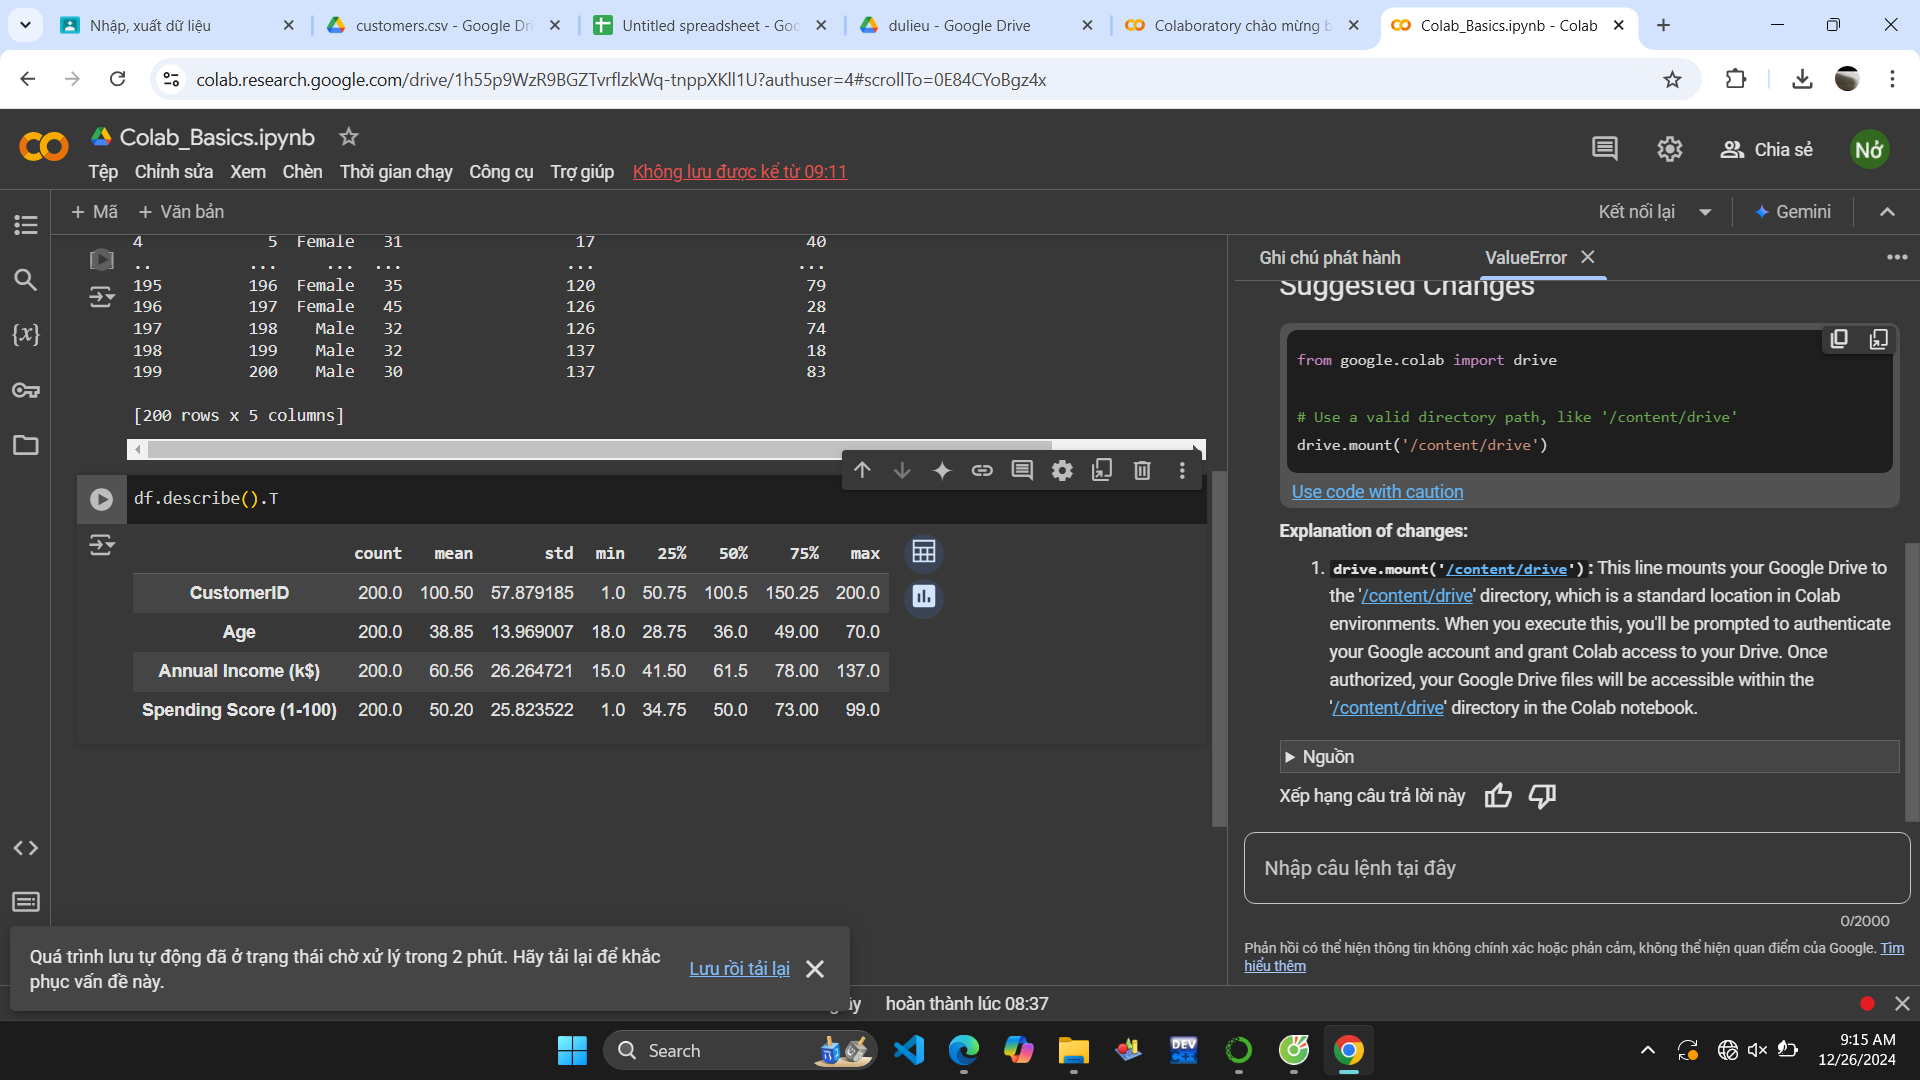 Nhập, xuất dữ liệu
customers.csv - Google Dri
Untitled spreadsheet - Goo
dulieu - Google Drive
Colaboratory chào mừng b
Colab_Basics.ipynb - Colab
colab.research.google.com/drive/1h55p9WzR9BGZTvrflzkWq-tnppXKll1U?authuser=4#scrollTo=0E84CYoBgz4x
Colab_Basics.ipynb
Tệp Chỉnh sửa Xem Chèn Thời gian chạy Công cụ Trợ giúp Không lưu được kể từ 09:11
Chia sẻ
Nở
+ Mã + Văn bản
Kết nối lại
Gemini
4 5 Female 31 17 40
.. ... ... ... ... ...
195 196 Female 35 120 79
196 197 Female 45 126 28
197 198 Male 32 126 74
198 199 Male 32 137 18
199 200 Male 30 137 83
[200 rows x 5 columns]
df.describe().T
count mean std min 25% 50% 75% max
CustomerID 200.0 100.50 57.879185 1.0 50.75 100.5 150.25 200.0
Age 200.0 38.85 13.969007 18.0 28.75 36.0 49.00 70.0
Annual Income (k$) 200.0 60.56 26.264721 15.0 41.50 61.5 78.00 137.0
Spending Score (1-100) 200.0 50.20 25.823522 1.0 34.75 50.0 73.00 99.0
Ghi chú phát hành
ValueError
Suggested Changes
from google.colab import drive
# Use a valid directory path, like '/content/drive'
drive.mount('/content/drive')
Use code with caution
Explanation of changes:
1. drive.mount('/content/drive'): This line mounts your Google Drive to
the '/content/drive' directory, which is a standard location in Colab
environments. When you execute this, you'll be prompted to authenticate
your Google account and grant Colab access to your Drive. Once
authorized, your Google Drive files will be accessible within the
'/content/drive' directory in the Colab notebook.
Nguồn
Xếp hạng câu trả lời này
Nhập câu lệnh tại đây
0/2000
Phản hồi có thể hiện thông tin không chính xác hoặc phản cảm, không thể hiện quan điểm của Google. Tìm
hiểu thêm
Quá trình lưu tự động đã ở trạng thái chờ xử lý trong 2 phút. Hãy tải lại để khắc
phục vấn đề này.
Lưu rồi tải lại
hoàn thành lúc 08:37
Search
DEV
C++
9:15 AM
12/26/2024